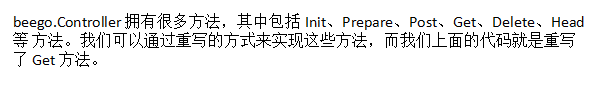 beego.Controller 拥有很多方法，其中包括 Init、Prepare、Post、Get、Delete、Head
等 方法。我们可以通过重写的方式来实现这些方法，而我们上面的代码就是重写
了 Get 方法。